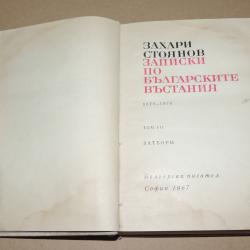 ЗАХАРИ
СТОЯНОВ
ЗАПИСКИ
ПО
БЪЛГАРСКИТЕ
ВЪСТАНИЯ
1870–1876
ТОМ III
ЗАТВОРИ
Български писател
София 1967